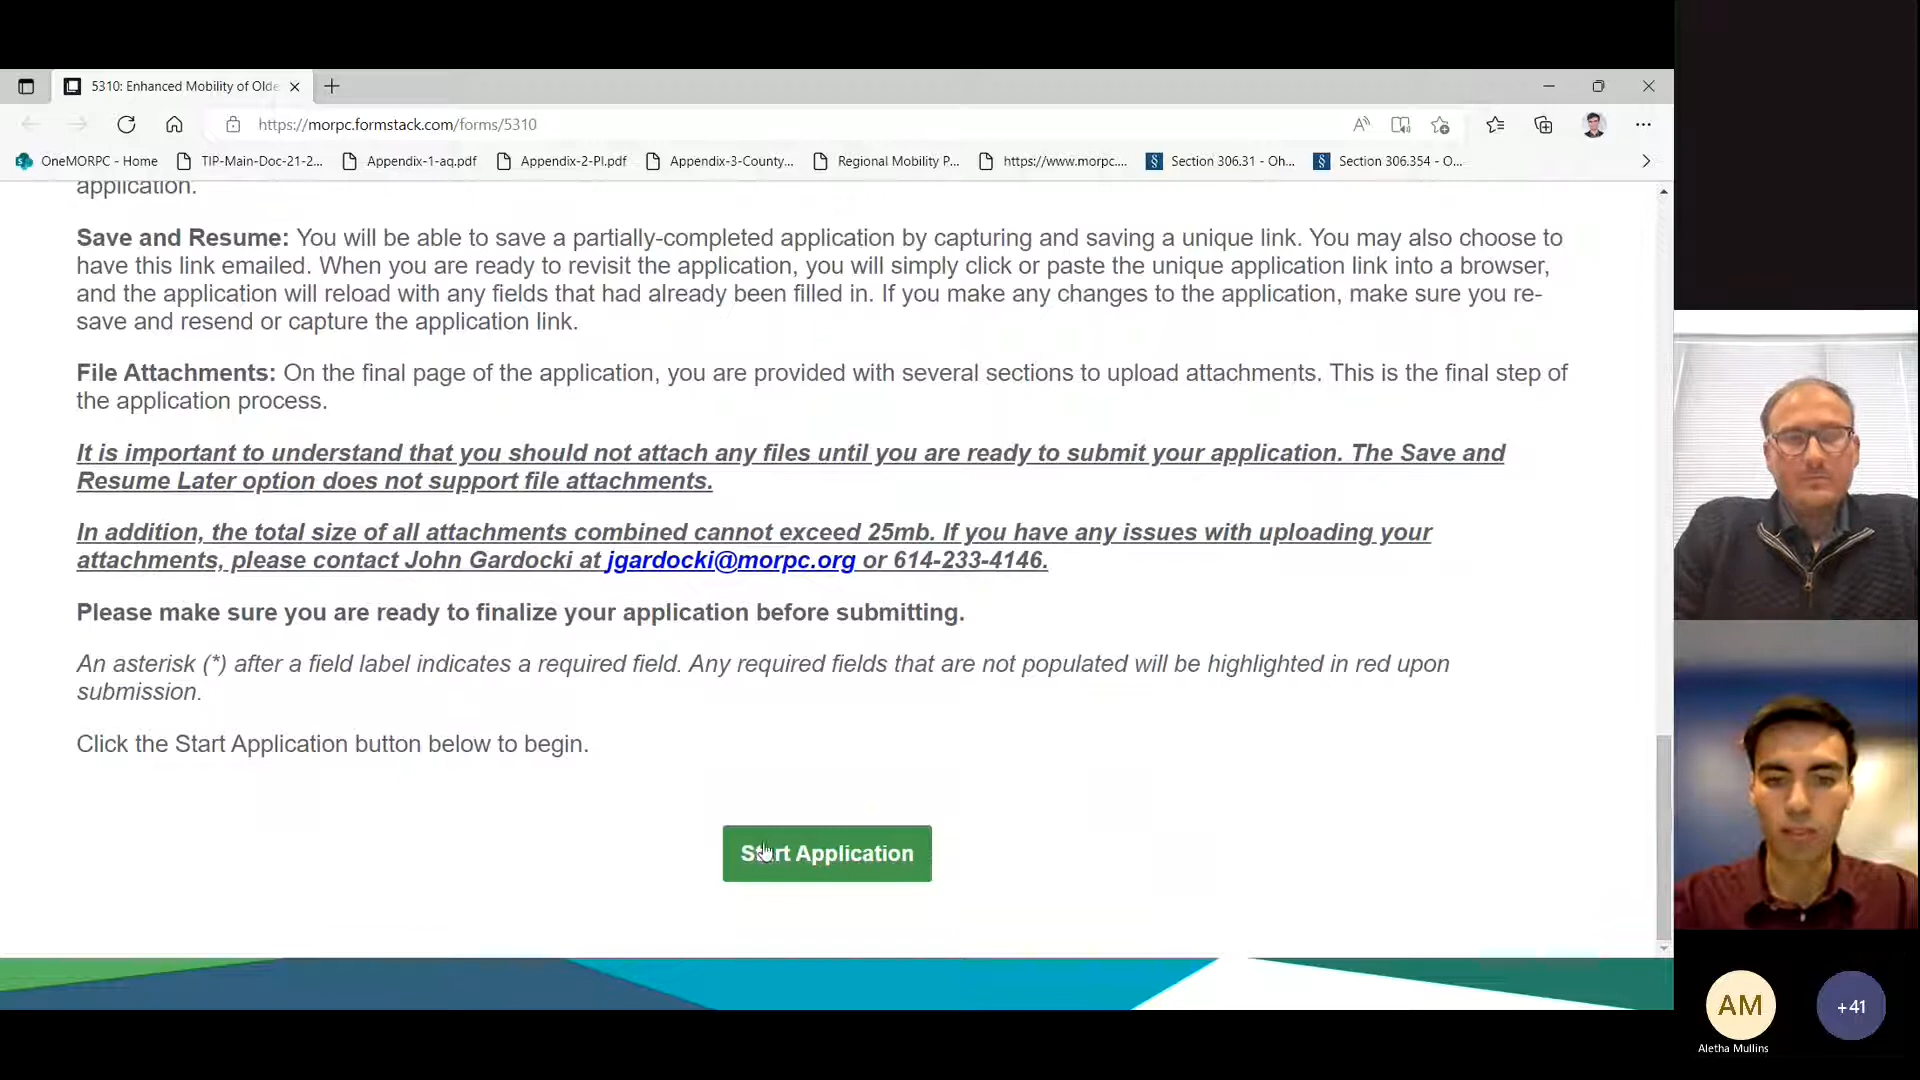 5310: Enhanced Mobility of Olde
https://morpc.formstack.com/forms/5310
OneMORPC - Home
TIP-Main-Doc-21-2...
Appendix-1-aq.pdf
Appendix-2-PI.pdf
Appendix-3-County...
Regional Mobility P...
https://www.morpc....
Section 306.31 - Oh...
Section 306.354 - O...
application.
Save and Resume: You will be able to save a partially-completed application by capturing and saving a unique link. You may also choose to
have this link emailed. When you are ready to revisit the application, you will simply click or paste the unique application link into a browser,
and the application will reload with any fields that had already been filled in. If you make any changes to the application, make sure you re-
save and resend or capture the application link.
File Attachments: On the final page of the application, you are provided with several sections to upload attachments. This is the final step of
the application process.
It is important to understand that you should not attach any files until you are ready to submit your application. The Save and
Resume Later option does not support file attachments.
In addition, the total size of all attachments combined cannot exceed 25mb. If you have any issues with uploading your
attachments, please contact John Gardocki at jgardocki@morpc.org or 614-233-4146.
Please make sure you are ready to finalize your application before submitting.
An asterisk (*) after a field label indicates a required field. Any required fields that are not populated will be highlighted in red upon
submission.
Click the Start Application button below to begin.
Start Application
AM
+41
Aletha Mullins